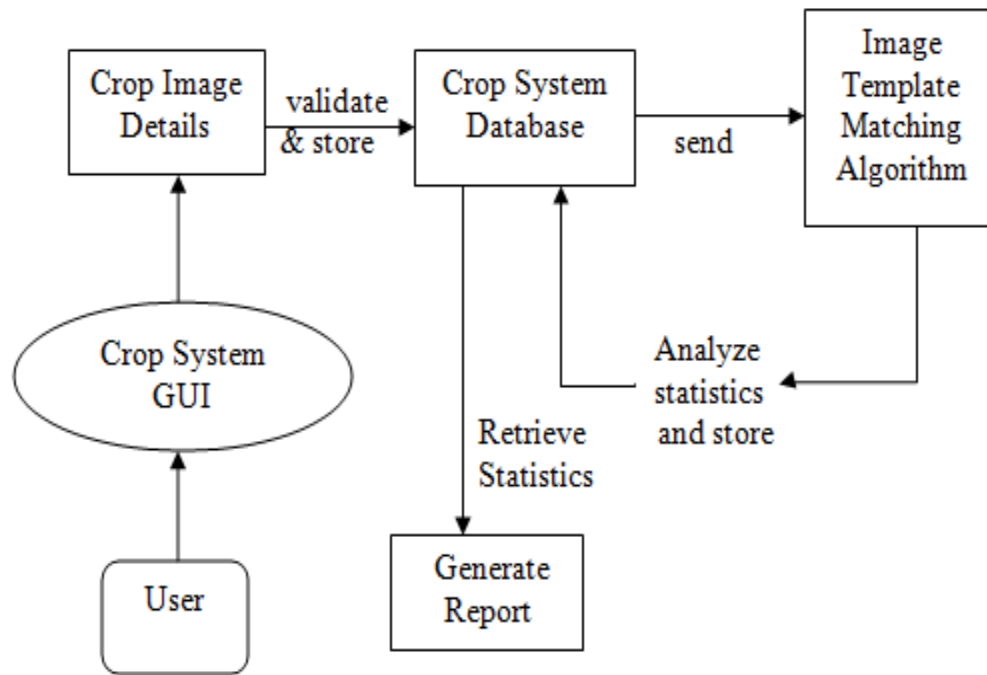 Crop Image
Details
validate
& store
Crop System
Database
send
Image
Template
Matching
Algorithm
Crop System
GUI
Analyze
statistics
and store
Retrieve
Statistics
User
Generate
Report